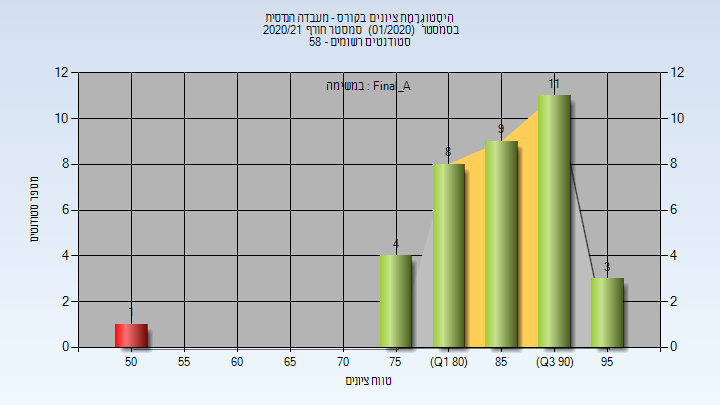 היסטוגרמת ציונים בקורס - מעבדה הנדסית
בסמסטר (01/2020) סמסטר חורף 2020/21
סטודנטים רשומים - 58
במשימה : Final_A
מספר סטודנטים
12 12
10 10
8 8
6 6
4 4
2 2
0 0
1 4 8 9 11 3
50 55 60 65 70 75 (Q1 80) 85 (Q3 90) 95
טווח ציונים